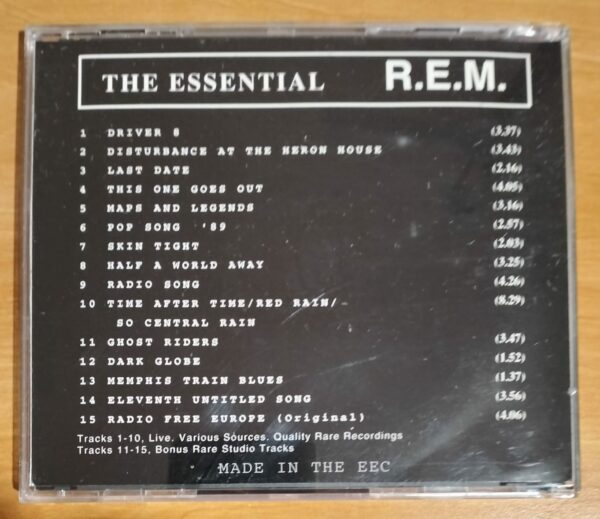 THE ESSENTIAL R.E.M.
1 DRIVER 8 (3.37)
2 DISTURBANCE AT THE HERON HOUSE (3.43)
3 LAST DATE (2.16)
4 THIS ONE GOES OUT (4.05)
5 MAPS AND LEGENDS (3.16)
6 POP SONG '89 (2.57)
7 SKIN TIGHT (2.03)
8 HALF A WORLD AWAY (3.25)
9 RADIO SONG (4.26)
10 TIME AFTER TIME/RED RAIN/ (8.29)
SO CENTRAL RAIN
11 GHOST RIDERS (3.47)
12 DARK GLOBE (1.52)
13 MEMPHIS TRAIN BLUES (1.37)
14 ELEVENTH UNTITLED SONG (3.56)
15 RADIO FREE EUROPE (Original) (4.06)
Tracks 1-10, Live. Various Sources. Quality Rare Recordings
Tracks 11-15, Bonus Rare Studio Tracks
MADE IN THE EEC